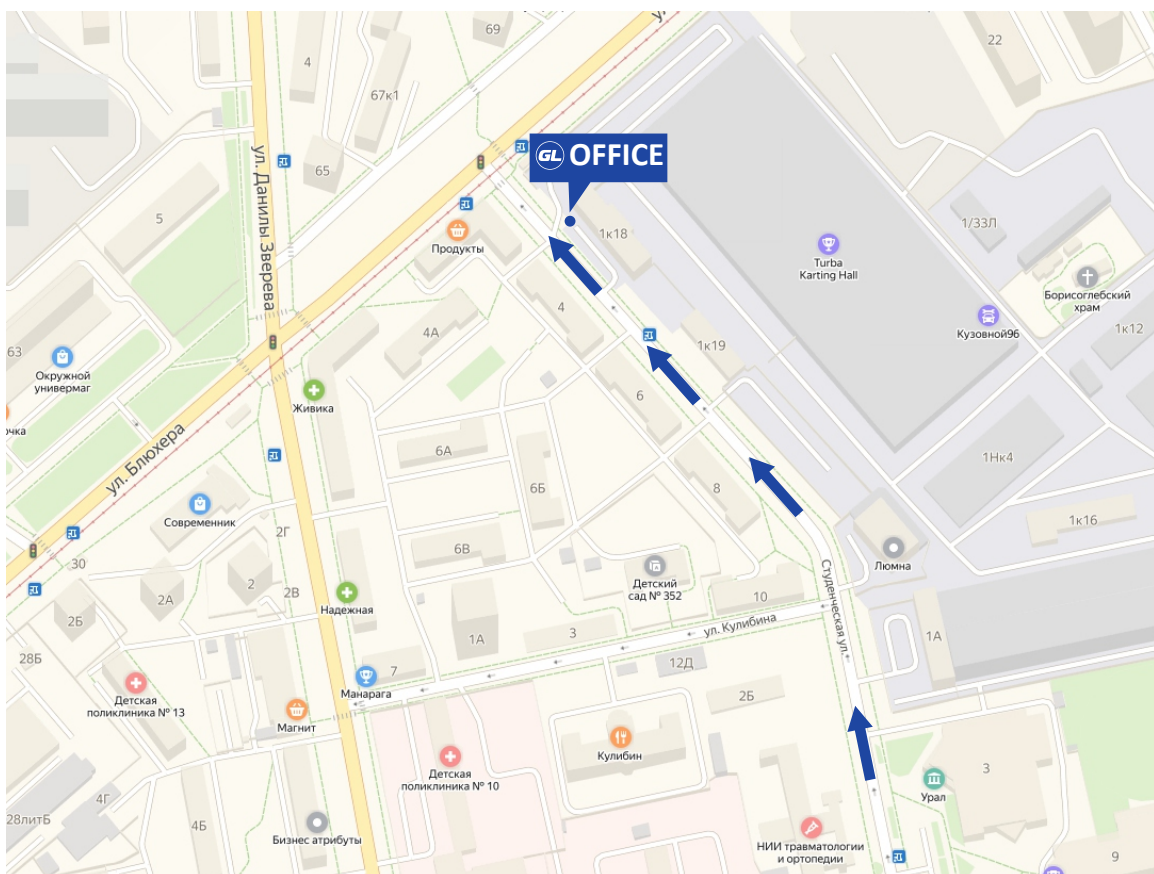 69
22
4
67к1
ул. Данилы Зверева
65
GL OFFICE
5
1к18
1/33Л
Продукты
Turba
Karting Hall
Борисоглебский
храм
4
4А
1к12
Кузовной96
1к19
63
Окружной
универмаг
6
Живика
очка
ул. Блюхера
6А
1Нк4
6Б
8
Современник
1к16
2Г
6В
Люмна
30
Детский
сад № 352
Студенческая ул.
2
2В
2А
10
Надежная
2Б
ул. Кулибина
1А
3
1А
28Б
12Д
7
Манарага
2Б
Детская
поликлиника № 13
Магнит
Кулибин
3
Детская
поликлиника № 10
Урал
4Г
28литБ
4Б
Бизнес атрибуты
НИИ травматологии
и ортопедии
9